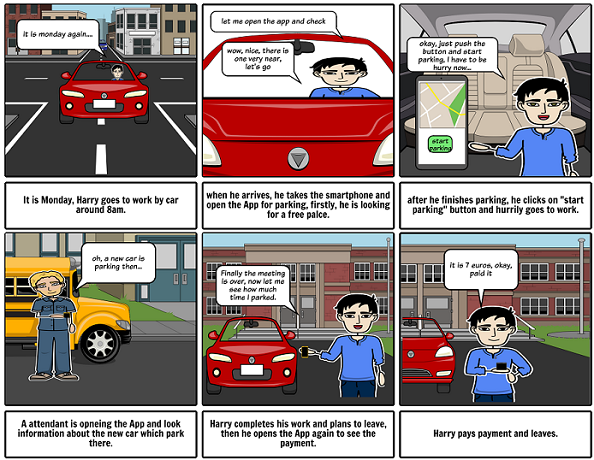 it is monday again....
let me open the app and check
wow, nice, there is
one very near,
let's go
okay, just push the
button and start
parking, I have to be
hurry now...
start
parking
It is Monday, Harry goes to work by car
around 8am.
when he arrives, he takes the smartphone and
open the App for parking, firstly, he is looking
for a free palce.
after he finishes parking, he clicks on "start
parking" button and hurrily goes to work.
oh, a new car is
parking then...
Finally the meeting
is over, now let me
see how much
time I parked.
it is 7 euros, okay,
paid it
A attendant is opneing the App and look
information about the new car which park
there.
Harry completes his work and plans to leave,
then he opens the App again to see the
payment.
Harry pays payment and leaves.